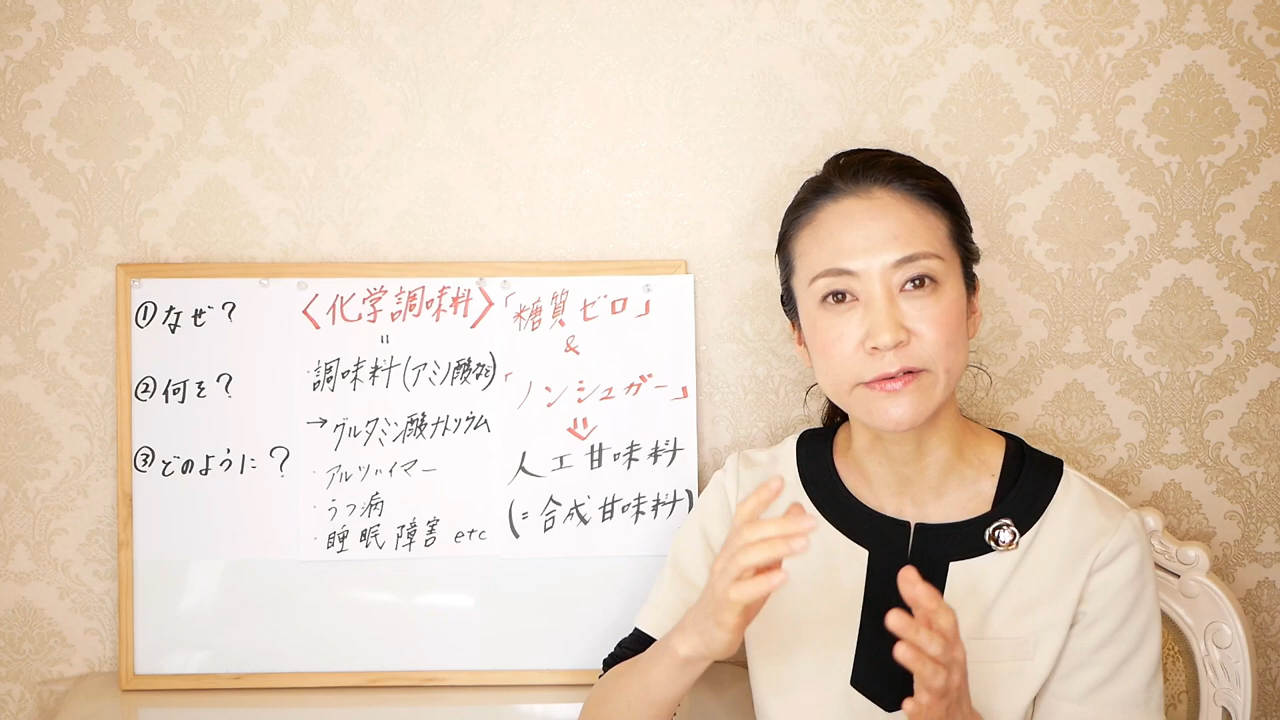 ①なぜ?
②何を?
③どのように?
〈化学調味料〉
=
・調味料(アミノ酸など)
→グルタミン酸ナトリウム
・アルツハイマー
・うつ病
・睡眠障害 etc
「糖質ゼロ」
&
「ノンシュガー」
⇓
人工甘味料
(=合成甘味料)